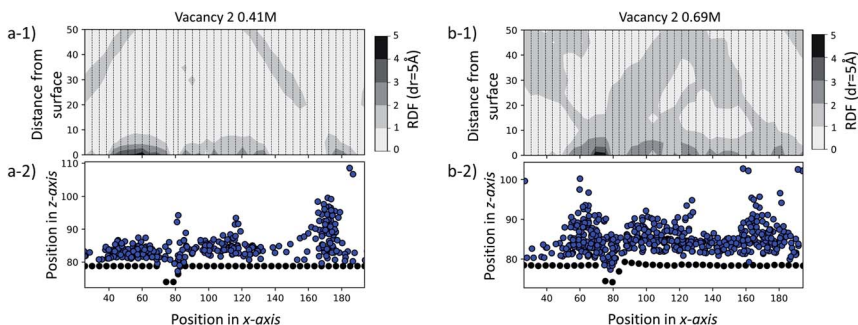 Vacancy 2 0.41M
a-1)
50
40
30
20
10
0
Distance from
surface
5
4
3
2
1
0
RDF (dr=5Å)
a-2)
110
100
90
80
Position in z-axis
40 60 80 100 120 140 160 180
Position in x-axis
Vacancy 2 0.69M
b-1)
50
40
30
20
10
0
Distance from
surface
5
4
3
2
1
0
RDF (dr=5Å)
b-2)
100
90
80
Position in z-axis
40 60 80 100 120 140 160 180
Position in x-axis